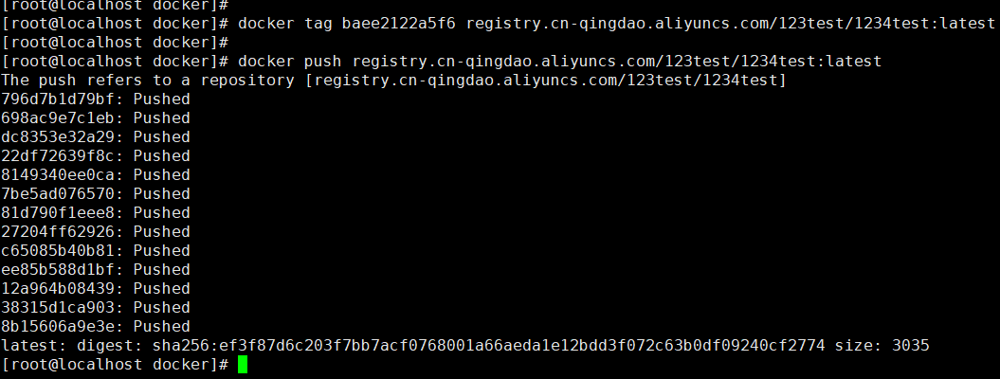 [root@localhost docker]#
[root@localhost docker]# docker tag baee2122a5f6 registry.cn-qingdao.aliyuncs.com/123test/1234test:latest
[root@localhost docker]#
[root@localhost docker]# docker push registry.cn-qingdao.aliyuncs.com/123test/1234test:latest
The push refers to a repository [registry.cn-qingdao.aliyuncs.com/123test/1234test]
796d7b1d79bf: Pushed
698ac9e7c1eb: Pushed
dc8353e32a29: Pushed
22df72639f8c: Pushed
8149340ee0ca: Pushed
7be5ad076570: Pushed
81d790f1eee8: Pushed
27204ff62926: Pushed
c65085b40b81: Pushed
ee85b588d1bf: Pushed
12a964b08439: Pushed
38315d1ca903: Pushed
8b15606a9e3e: Pushed
latest: digest: sha256:ef3f87d6c203f7bb7acf0768001a66aeda1e12bdd3f072c63b0df09240cf2774 size: 3035
[root@localhost docker]#